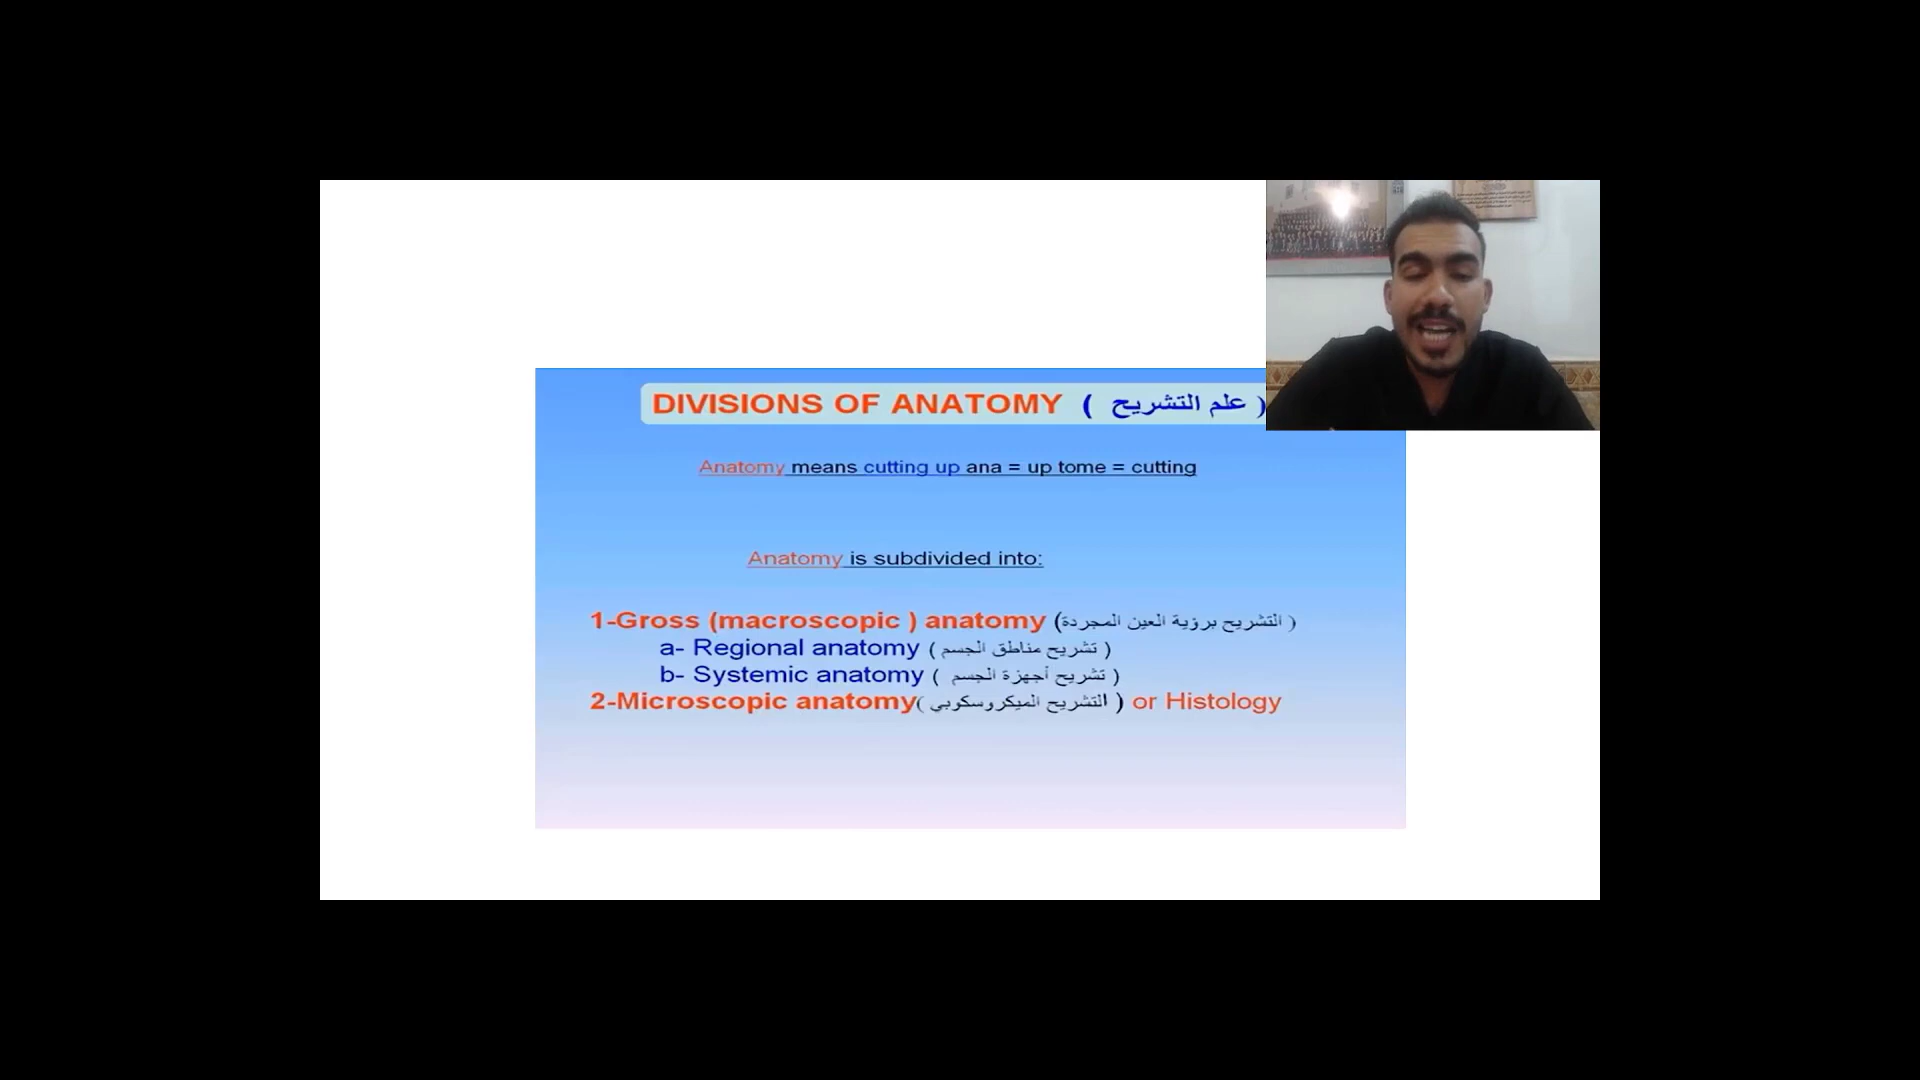 DIVISIONS OF ANATOMY ( علم التشريح )
Anatomy means cutting up ana = up tome = cutting
Anatomy is subdivided into:
1-Gross (macroscopic ) anatomy (التشريح برؤية العين المجردة )
a- Regional anatomy ( تشريح مناطق الجسم )
b- Systemic anatomy ( تشريح أجهزة الجسم )
2-Microscopic anatomy( التشريح الميكروسكوبي ) or Histology